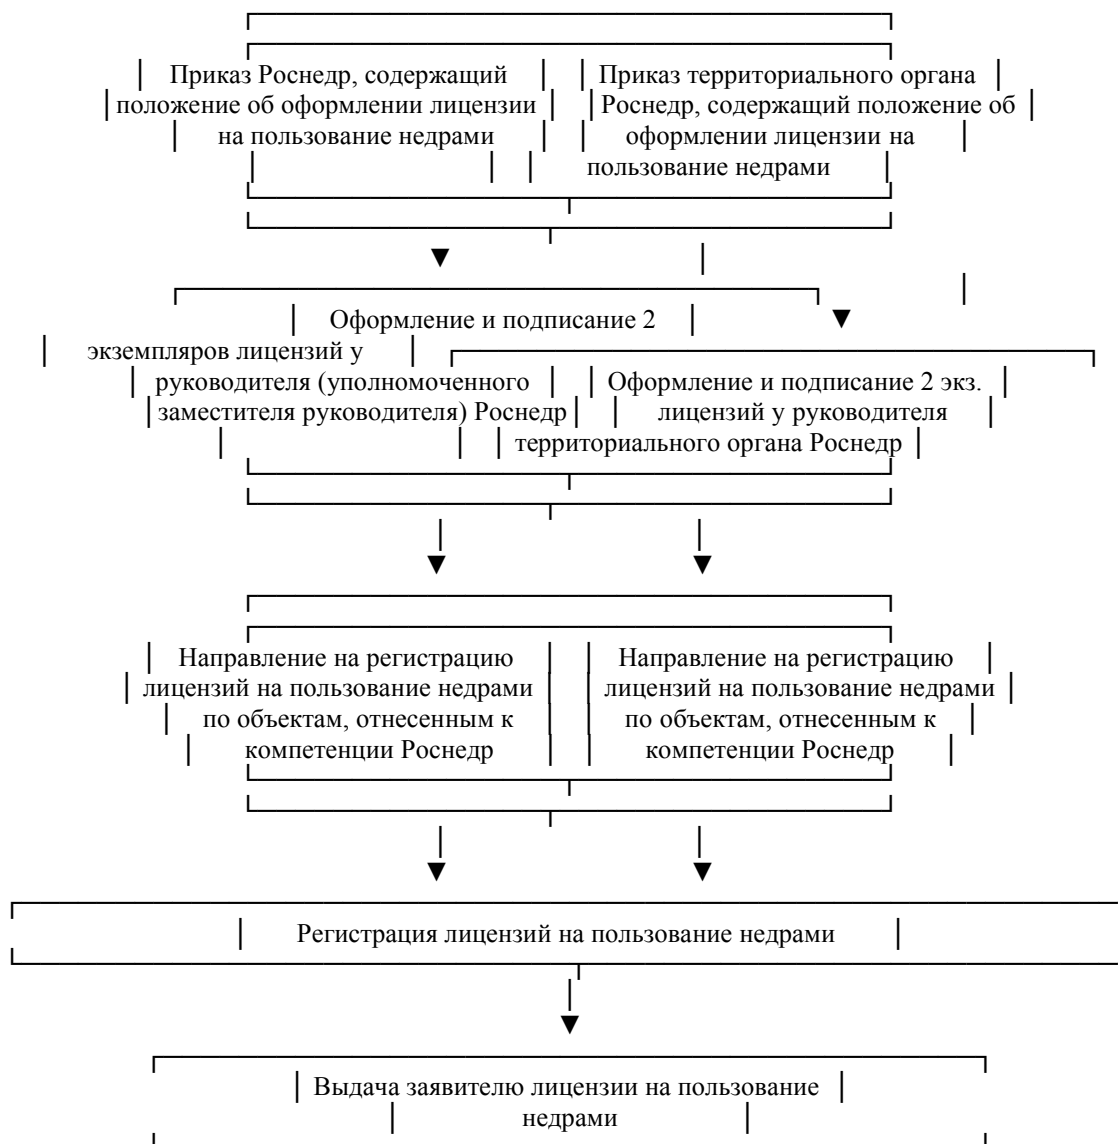 Приказ Роснедр, содержащий
положение об оформлении лицензии
на пользование недрами
Приказ территориального органа
Роснедр, содержащий положение об
оформлении лицензии на
пользование недрами
Оформление и подписание 2
экземпляров лицензий у
руководителя (уполномоченного
заместителя руководителя) Роснедр
Оформление и подписание 2 экз.
лицензий у руководителя
территориального органа Роснедр
Направление на регистрацию
лицензий на пользование недрами
по объектам, отнесенным к
компетенции Роснедр
Направление на регистрацию
лицензий на пользование недрами
по объектам, отнесенным к
компетенции Роснедр
Регистрация лицензий на пользование недрами
Выдача заявителю лицензии на пользование
недрами